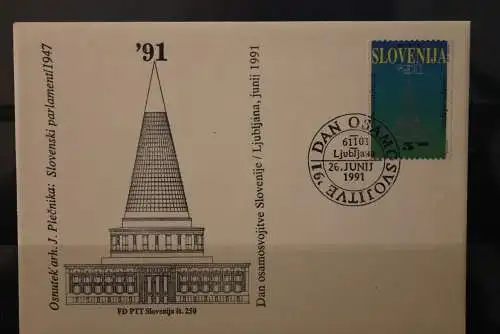 Osnutek arh. J. Plečnika: Slovenski parlament/1947
'91
FD PTT Slovenija št. 250
Dan osamosvojitve Slovenije / Ljubljana, junij 1991
DAN OSAMOSVOJITVE '91
61101
Ljubljana
26. JUNIJ
1991
SLOVENIJA